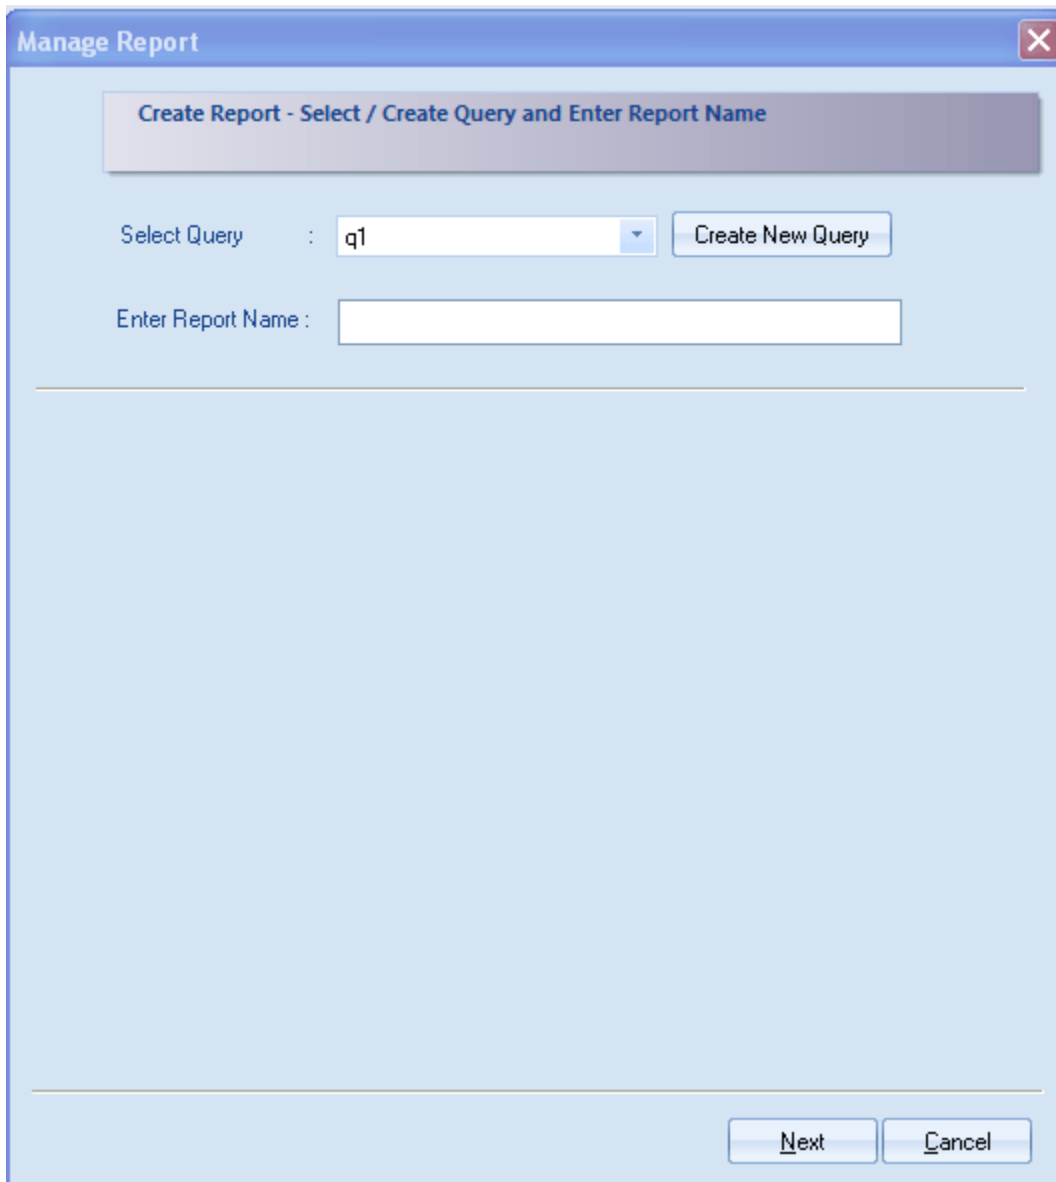 Manage Report
Create Report - Select / Create Query and Enter Report Name
Select Query : q1 Create New Query
Enter Report Name :
Next Cancel